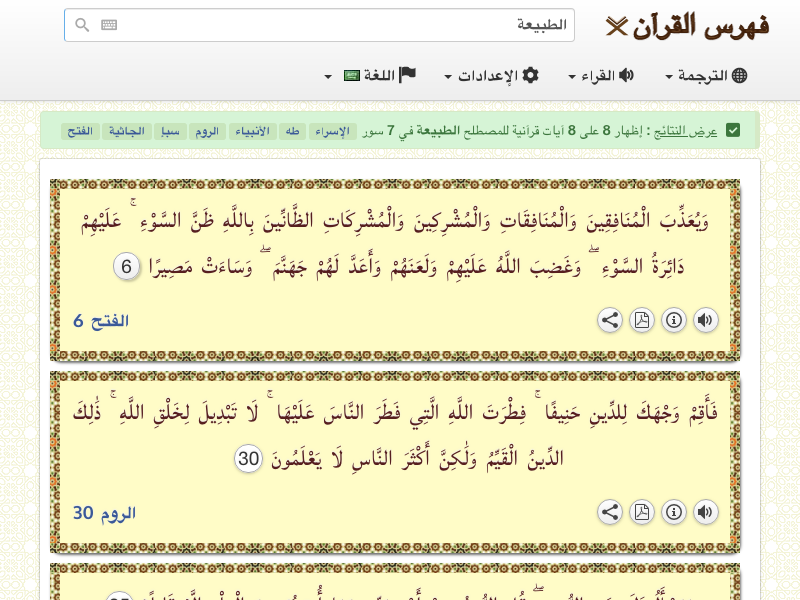 فهرس القرآن
الطبيعة
الترجمة القراء الإعدادات اللغة
عرض النتائج : إظهار 8 على 8 آيات قرآنية للمصطلح الطبيعة في 7 سور الإسراء طه الأنبياء الروم سبإ الجاثية الفتح
وَيُعَذِّبَ الْمُنَافِقِينَ وَالْمُنَافِقَاتِ وَالْمُشْرِكِينَ وَالْمُشْرِكَاتِ الظَّانِّينَ بِاللَّهِ ظَنَّ السَّوْءِ ۚ عَلَيْهِمْ
دَائِرَةُ السَّوْءِ ۖ وَغَضِبَ اللَّهُ عَلَيْهِمْ وَلَعَنَهُمْ وَأَعَدَّ لَهُمْ جَهَنَّمَ ۖ وَسَاءَتْ مَصِيرًا 6
الفتح 6
فَأَقِمْ وَجْهَكَ لِلدِّينِ حَنِيفًا ۚ فِطْرَتَ اللَّهِ الَّتِي فَطَرَ النَّاسَ عَلَيْهَا ۚ لَا تَبْدِيلَ لِخَلْقِ اللَّهِ ۚ ذَٰلِكَ
الدِّينُ الْقَيِّمُ وَلَٰكِنَّ أَكْثَرَ النَّاسِ لَا يَعْلَمُونَ 30
الروم 30